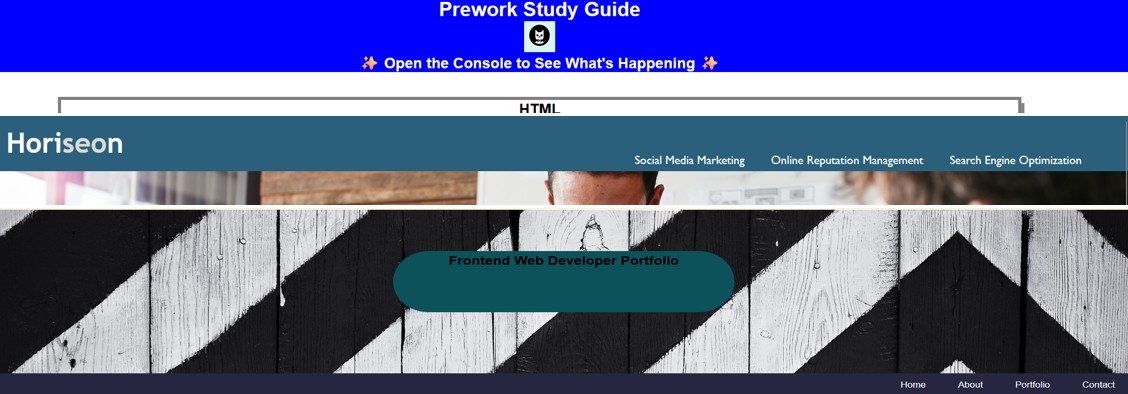 Prework Study Guide
✨ Open the Console to See What's Happening ✨
HTML
Horiseon
Social Media Marketing Online Reputation Management Search Engine Optimization
Frontend Web Developer Portfolio
Home About Portfolio Contact